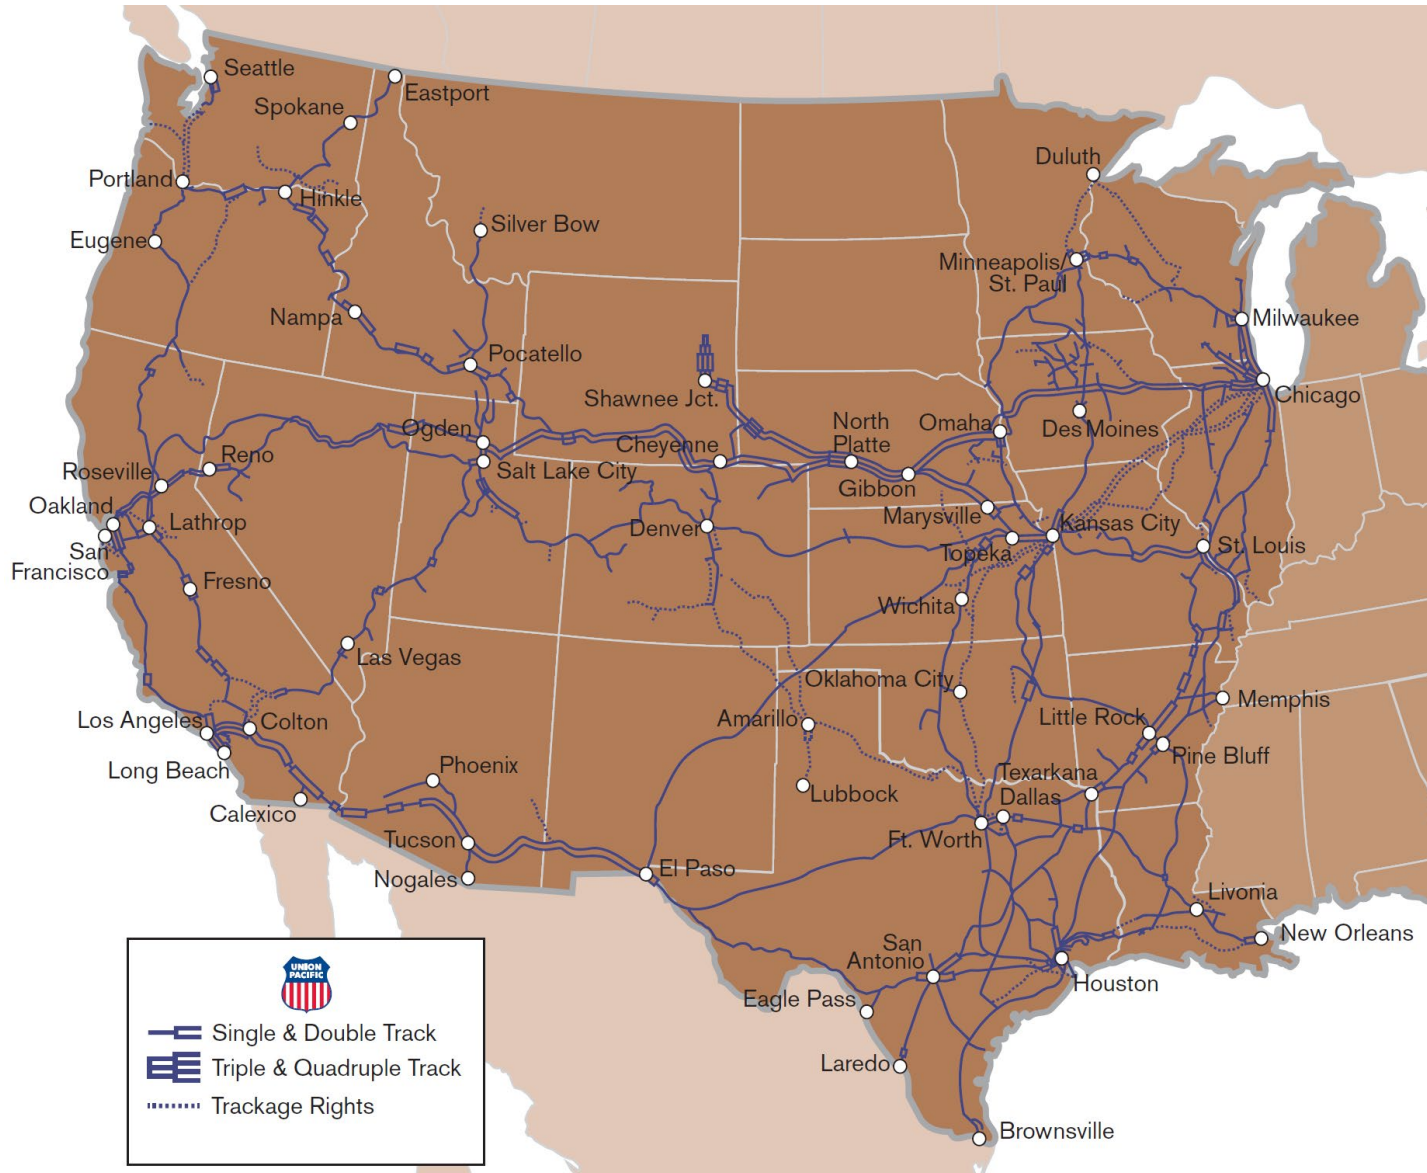 Seattle
Eastport
Spokane
Duluth
Portland
Hinkle
Silver Bow
Eugene
Minneapolis/
St. Paul
Nampa
Milwaukee
Pocatello
Shawnee Jct.
Chicago
Ogden
Cheyenne
North
Platte
Omaha
Des Moines
Reno
Roseville
Salt Lake City
Gibbon
Oakland
Lathrop
Denver
Marysville
Kansas City
San
Francisco
Topeka
St. Louis
Fresno
Wichita
Las Vegas
Oklahoma City
Memphis
Los Angeles
Colton
Amarillo
Little Rock
Pine Bluff
Long Beach
Phoenix
Texarkana
Lubbock
Dallas
Calexico
Tucson
Ft. Worth
Nogales
El Paso
Livonia
New Orleans
San
Antonio
Houston
Eagle Pass
Laredo
Brownsville
UNION
PACIFIC
Single & Double Track
Triple & Quadruple Track
Trackage Rights